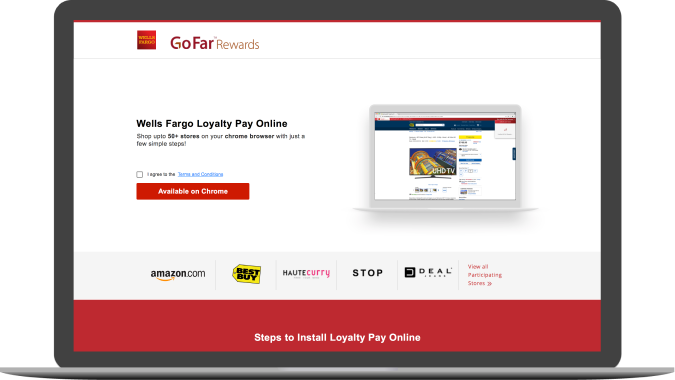 WELLS
FARGO
Go Far™ Rewards
Wells Fargo Loyalty Pay Online
Shop upto 50+ stores on your chrome browser with just a
few simple steps!
I agree to the Terms and Conditions
Available on Chrome
UHD TV
amazon.com
BEST
BUY
HAUTECURRY
STOP
DEAL
View all
Participating
Stores »
Steps to Install Loyalty Pay Online